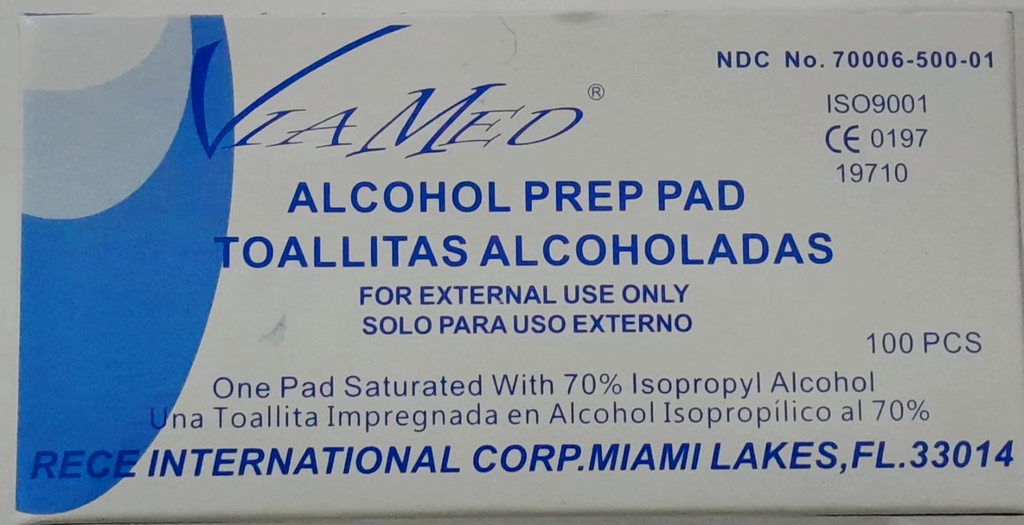 VIAMED®
NDC No. 70006-500-01
ISO9001
CE 0197
19710
ALCOHOL PREP PAD
TOALLITAS ALCOHOLADAS
FOR EXTERNAL USE ONLY
SOLO PARA USO EXTERNO
100 PCS
One Pad Saturated With 70% Isopropyl Alcohol
Una Toallita Impregnada en Alcohol Isopropílico al 70%
RECE INTERNATIONAL CORP.MIAMI LAKES,FL.33014